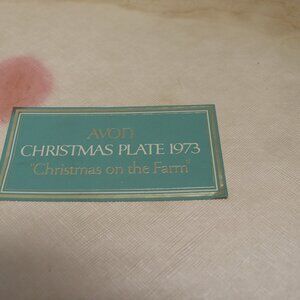 AVON
CHRISTMAS PLATE 1973
"Christmas on the Farm"